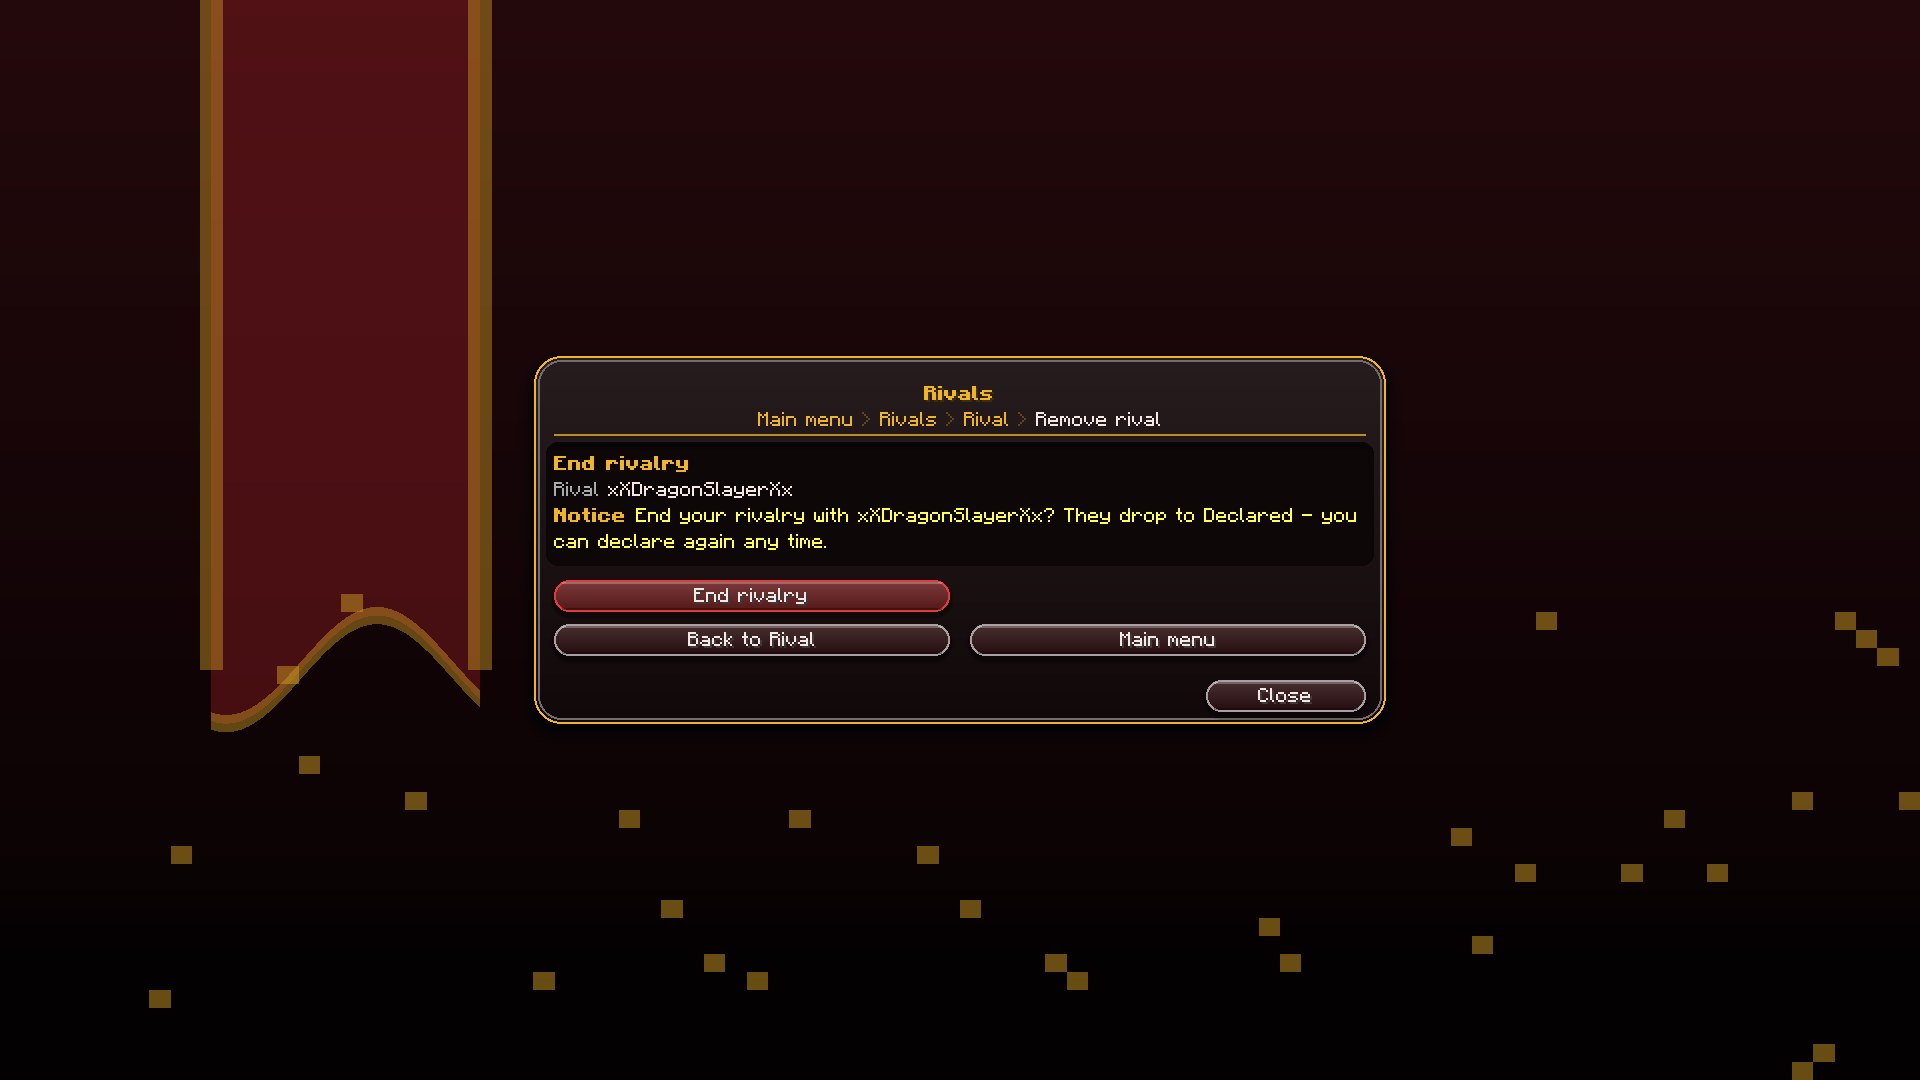 Rivals
Main menu > Rivals > Rival > Remove rival
End rivalry
Rival xXDragonSlayerXx
Notice End your rivalry with xXDragonSlayerXx? They drop to Declared – you
can declare again any time.
End rivalry
Back to Rival
Main menu
Close